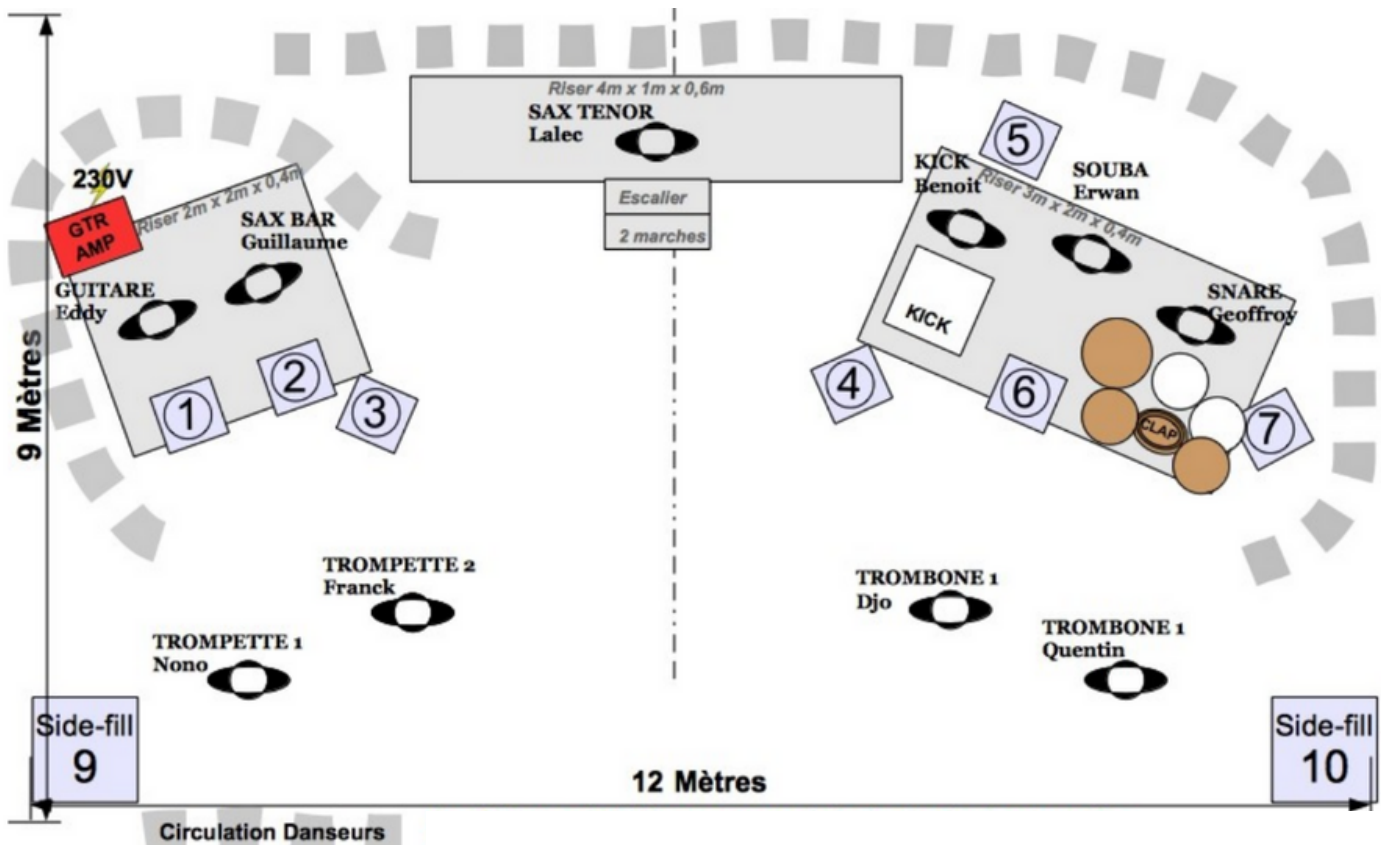 Riser 4m x 1m x 0,6m
SAX TENOR
Lalec
5
KICK
Benoit
SOUBA
Erwan
Riser 3m x 2m x 0,4m
230V
Riser 2m x 2m x 0,4m
GTR
AMP
SAX BAR
Guillaume
Escalier
2 marches
GUITARE
Eddy
SNARE
Geoffroy
KICK
9 Mètres
1
2
3
4
6
CLAP
7
TROMPETTE 2
Franck
TROMBONE 1
Djo
TROMPETTE 1
Nono
TROMBONE 1
Quentin
Side-fill
9
Side-fill
10
12 Mètres
Circulation Danseurs